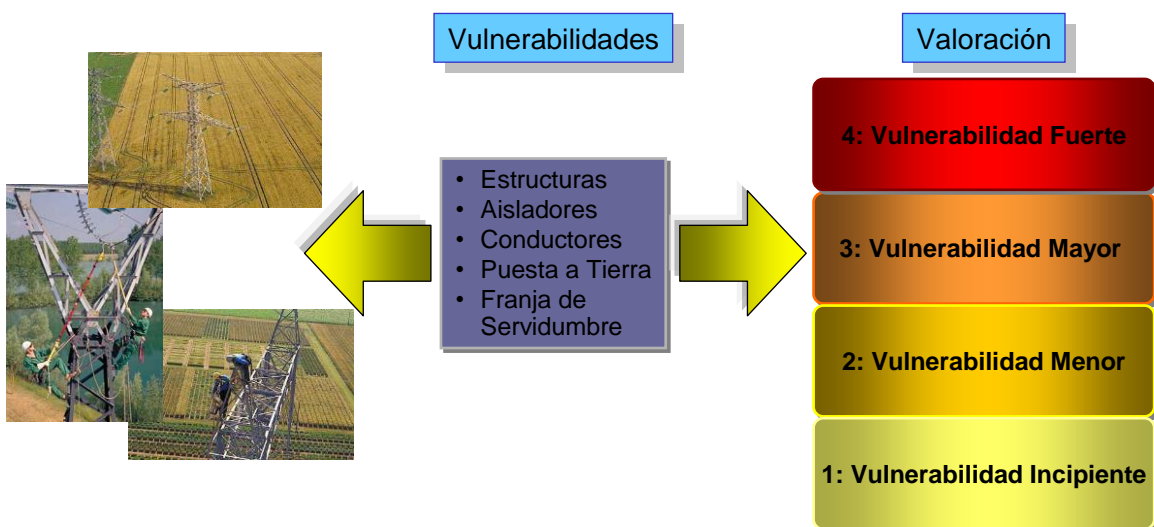 Vulnerabilidades
Valoración
• Estructuras
• Aisladores
• Conductores
• Puesta a Tierra
• Franja de
Servidumbre
4: Vulnerabilidad Fuerte
3: Vulnerabilidad Mayor
2: Vulnerabilidad Menor
1: Vulnerabilidad Incipiente